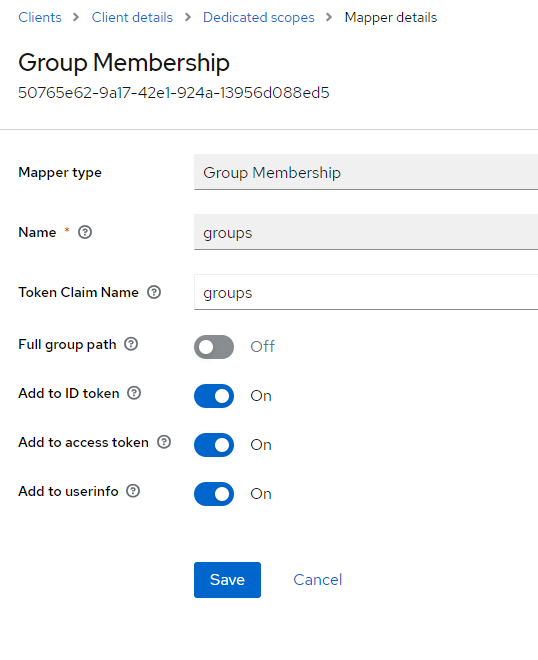 Clients > Client details > Dedicated scopes > Mapper details
Group Membership
50765e62-9a17-42e1-924a-13956d088ed5
Mapper type Group Membership
Name * groups
Token Claim Name groups
Full group path Off
Add to ID token On
Add to access token On
Add to userinfo On
Save Cancel